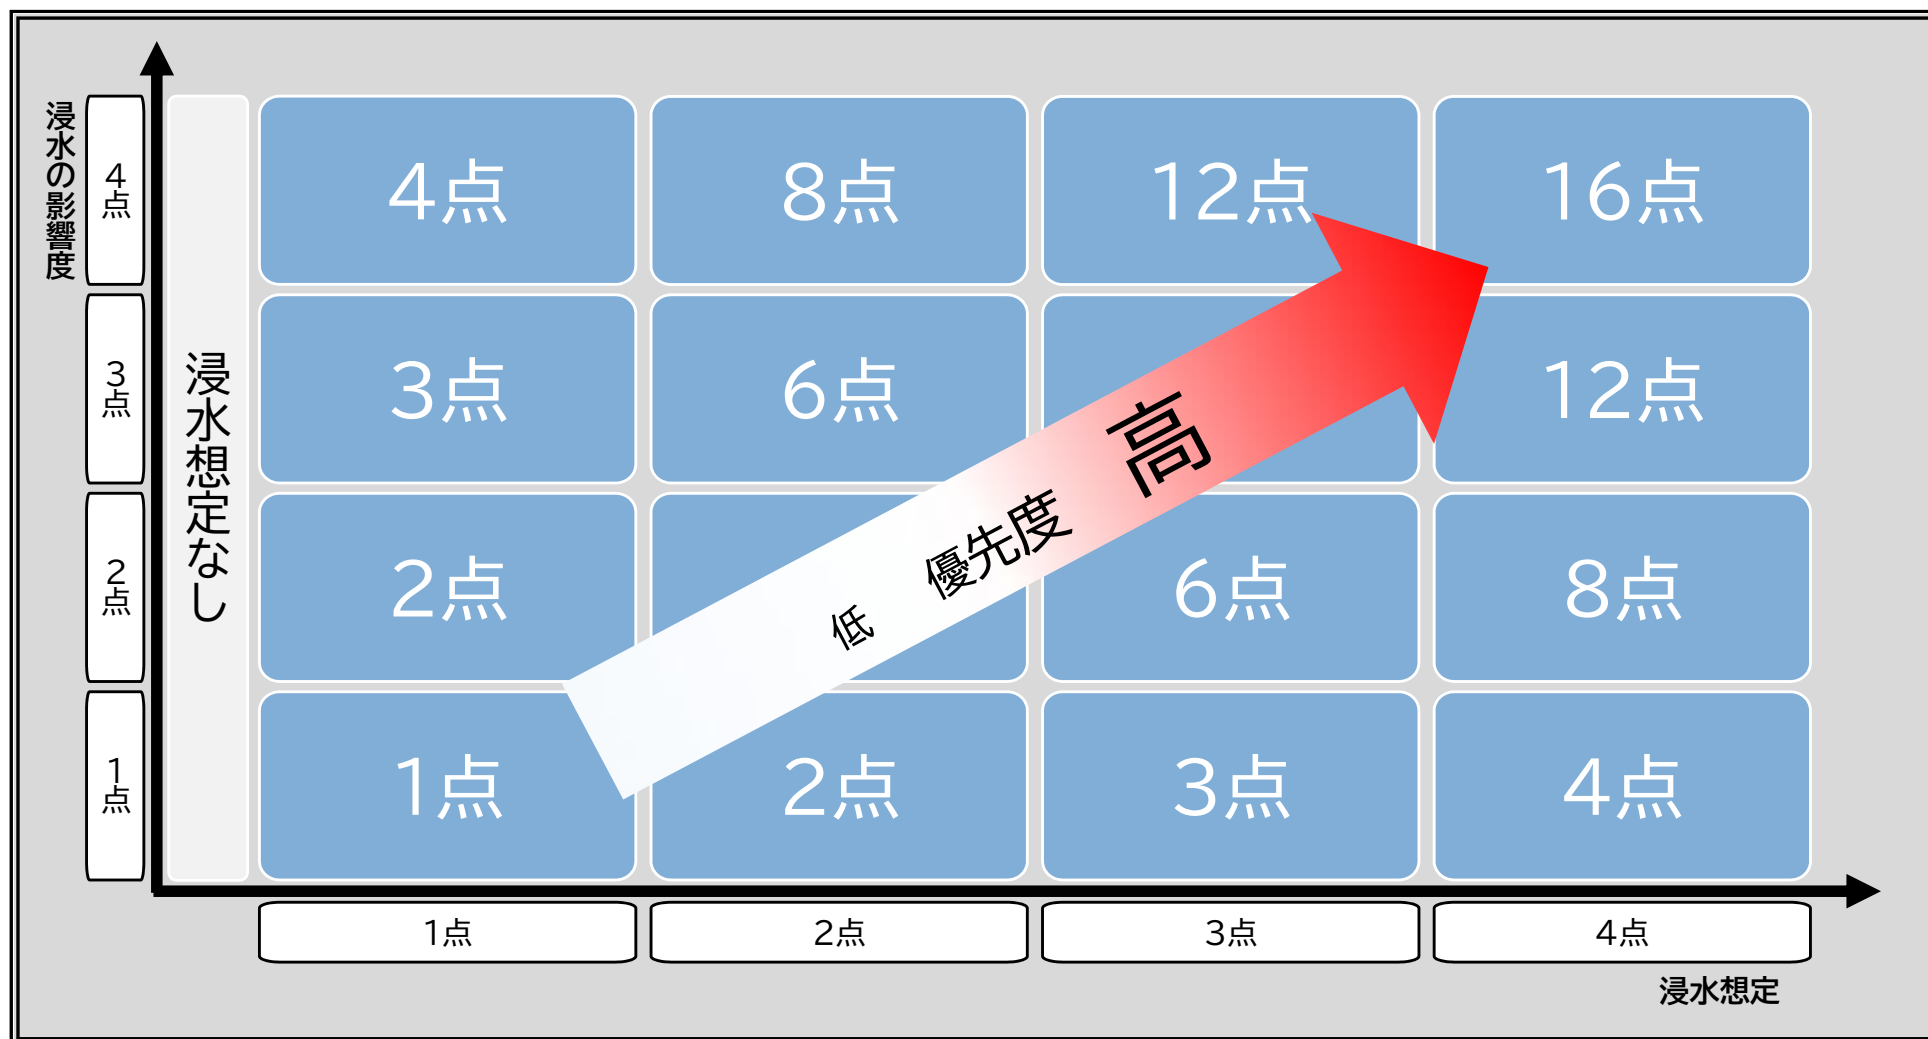 浸水の影響度
4点
4点
8点
12点
16点
3点
3点
6点
12点
浸水想定なし
低 優先度 高
2点
2点
6点
8点
1点
1点
2点
3点
4点
1点
2点
3点
4点
浸水想定